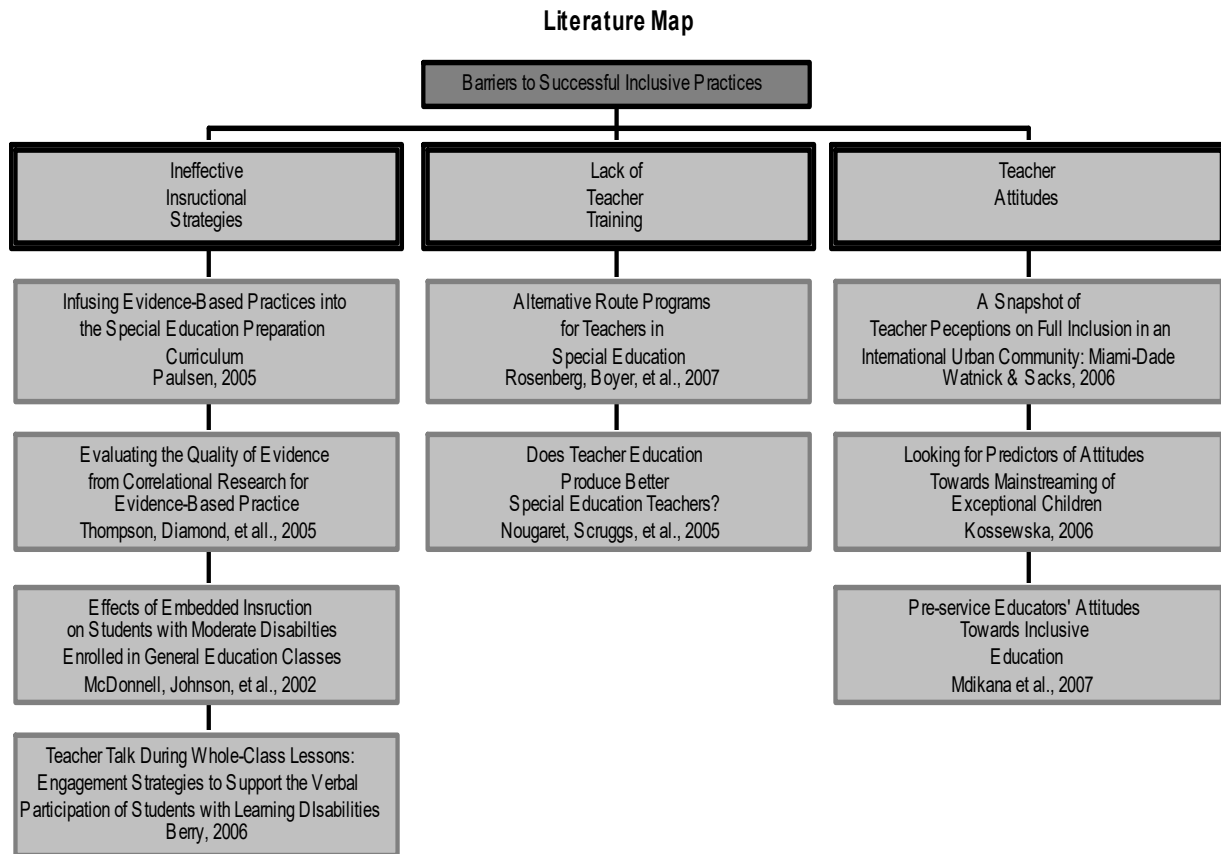 Literature Map
Barriers to Successful Inclusive Practices
Ineffective
Insructional
Strategies
Lack of
Teacher
Training
Teacher
Attitudes
Infusing Evidence-Based Practices into
the Special Education Preparation
Curriculum
Paulsen, 2005
Alternative Route Programs
for Teachers in
Special Education
Rosenberg, Boyer, et al., 2007
A Snapshot of
Teacher Peceptions on Full Inclusion in an
International Urban Community: Miami-Dade
Watnick & Sacks, 2006
Evaluating the Quality of Evidence
from Correlational Research for
Evidence-Based Practice
Thompson, Diamond, et all., 2005
Does Teacher Education
Produce Better
Special Education Teachers?
Nougaret, Scruggs, et al., 2005
Looking for Predictors of Attitudes
Towards Mainstreaming of
Exceptional Children
Kossewska, 2006
Effects of Embedded Insruction
on Students with Moderate Disabilties
Enrolled in General Education Classes
McDonnell, Johnson, et al., 2002
Pre-service Educators' Attitudes
Towards Inclusive
Education
Mdikana et al., 2007
Teacher Talk During Whole-Class Lessons:
Engagement Strategies to Support the Verbal
Participation of Students with Learning DIsabilities
Berry, 2006